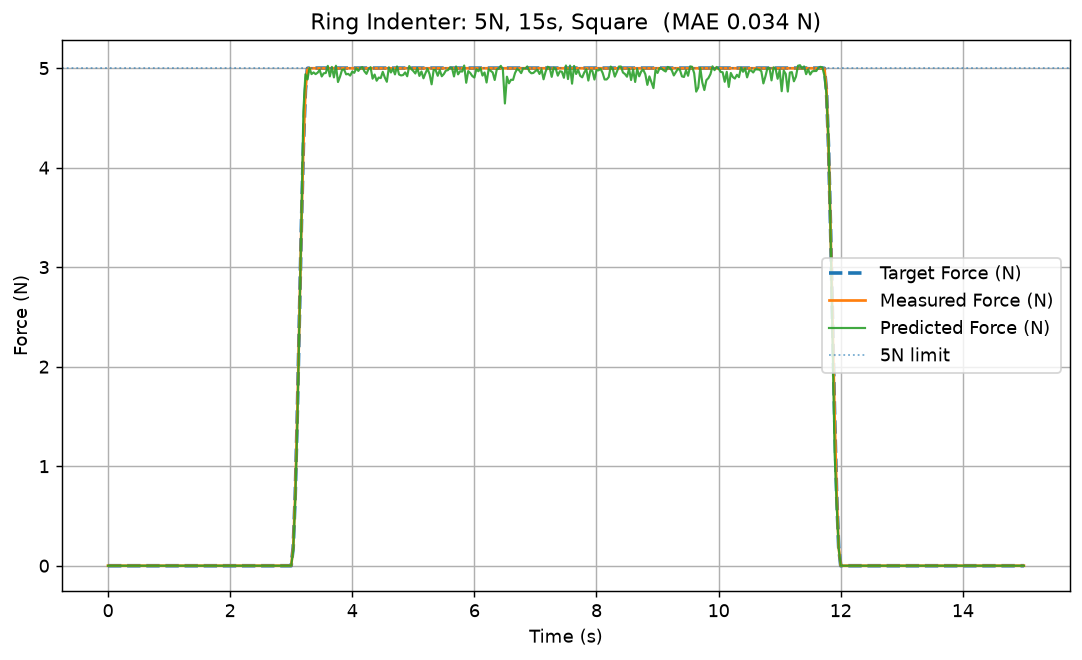 Ring Indenter: 5N, 15s, Square  (MAE 0.034 N)
Force (N)
5
4
3
2
1
0
Target Force (N)
Measured Force (N)
Predicted Force (N)
5N limit
0 2 4 6 8 10 12 14
Time (s)